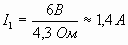 I₁ = 6В / 4,3 Ом ≈ 1,4 А